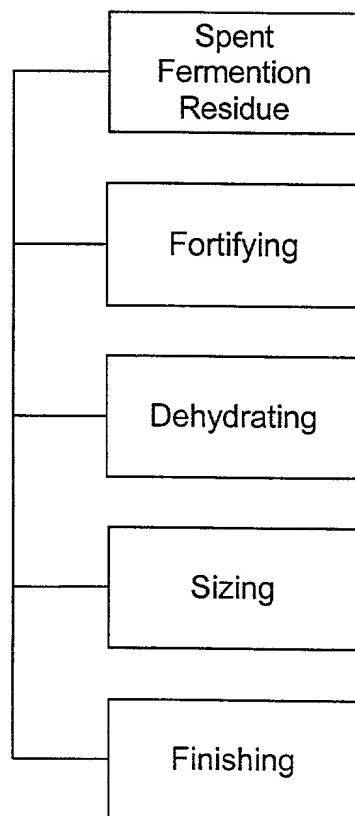 Spent
Fermention
Residue
Fortifying
Dehydrating
Sizing
Finishing